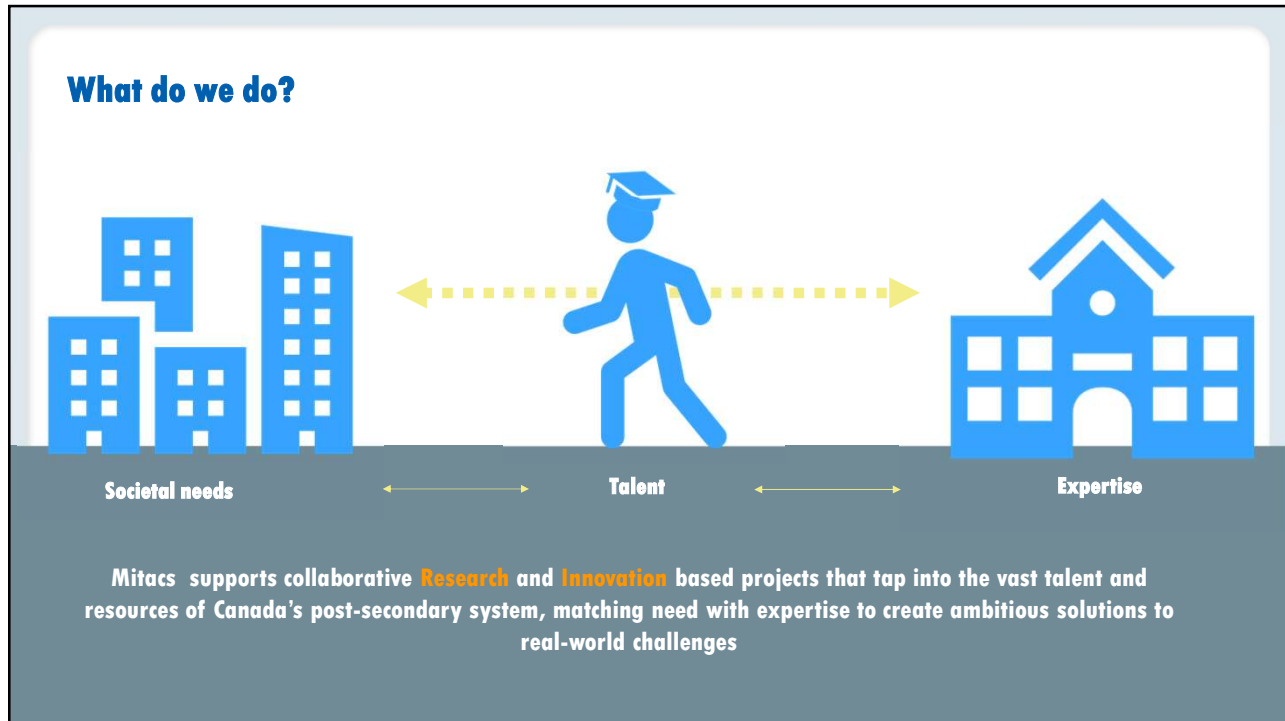 What do we do?
Societal needs
Talent
Expertise
Mitacs  supports collaborative Research and Innovation based projects that tap into the vast talent and
resources of Canada’s post-secondary system, matching need with expertise to create ambitious solutions to
real-world challenges